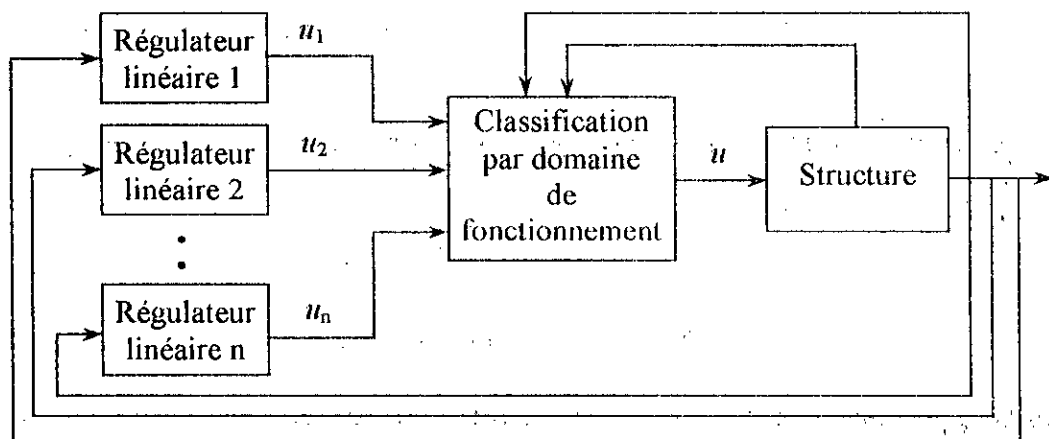 Régulateur
linéaire 1
u₁
Régulateur
linéaire 2
u₂
Régulateur
linéaire n
uₙ
Classification
par domaine
de
fonctionnement
u
Structure